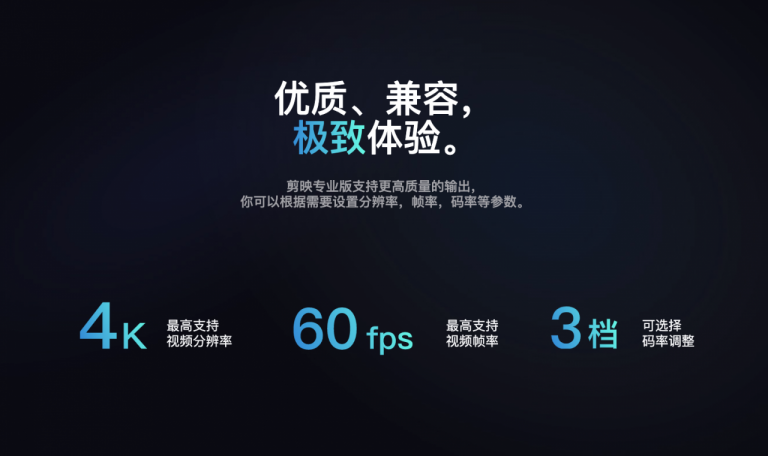 优质、兼容，
极致体验。
剪映专业版支持更高质量的输出，
你可以根据需要设置分辨率，帧率，码率等参数。
4K
最高支持
视频分辨率
60 fps
最高支持
视频帧率
3 档
可选择
码率调整